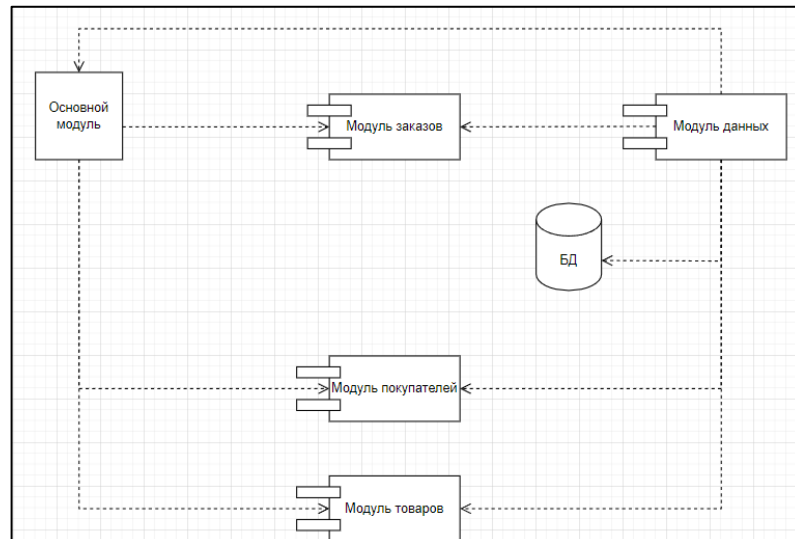 Основной
модуль
Модуль заказов
Модуль данных
БД
Модуль покупателей
Модуль товаров